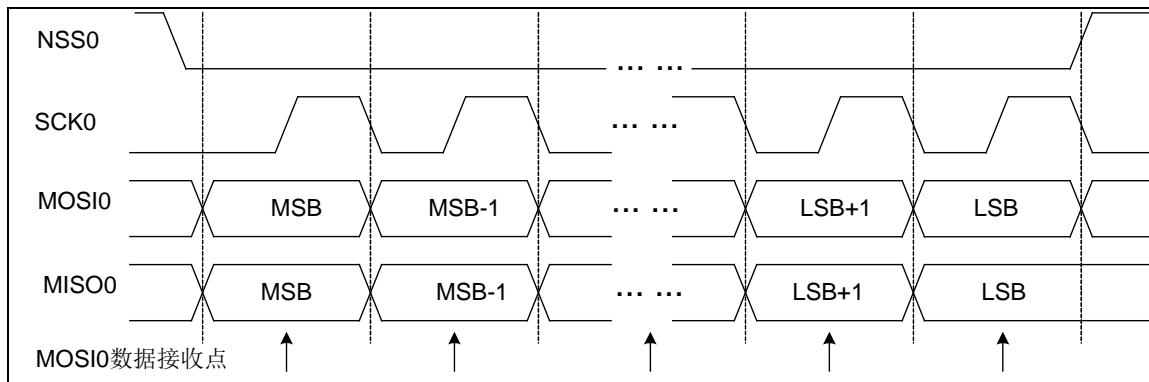 NSS0
... ...
SCK0
... ...
MOSI0 MSB MSB-1 ... ... LSB+1 LSB
MISO0 MSB MSB-1 ... ... LSB+1 LSB
MOSI0数据接收点